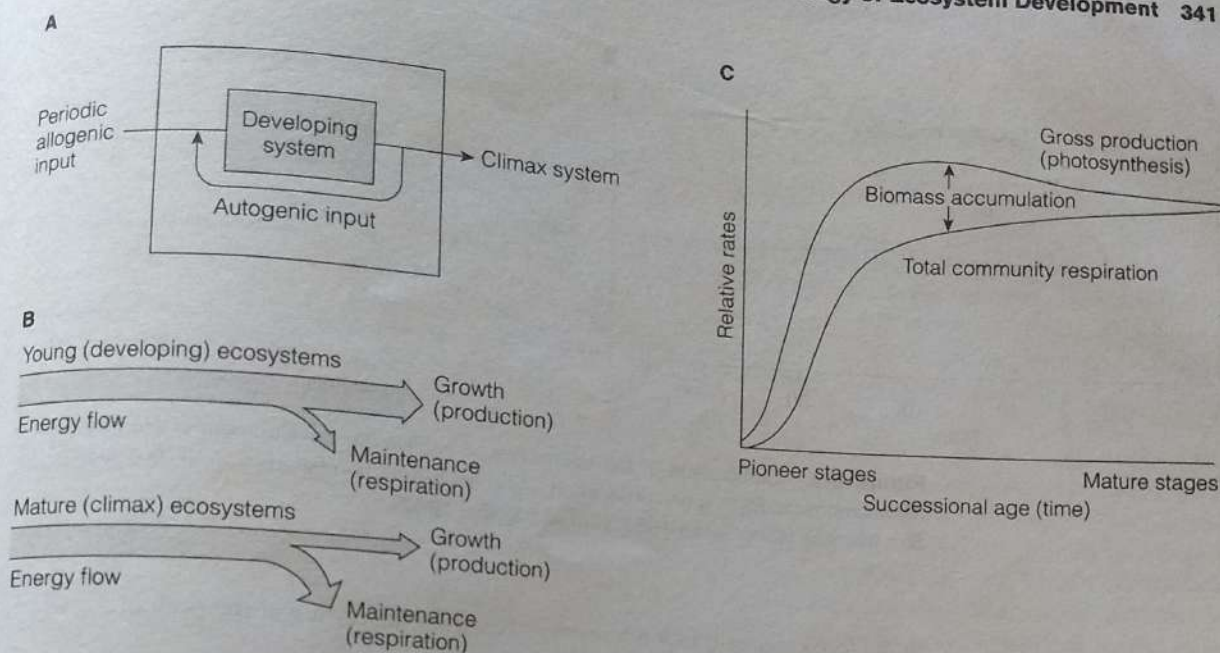 Ecosystem Development 341
A
Periodic
allogenic
input
Developing
system
Climax system
Autogenic input
B
Young (developing) ecosystems
Energy flow
Growth
(production)
Maintenance
(respiration)
Mature (climax) ecosystems
Energy flow
Growth
(production)
Maintenance
(respiration)
C
Relative rates
Gross production
(photosynthesis)
Biomass accumulation
Total community respiration
Pioneer stages
Mature stages
Successional age (time)